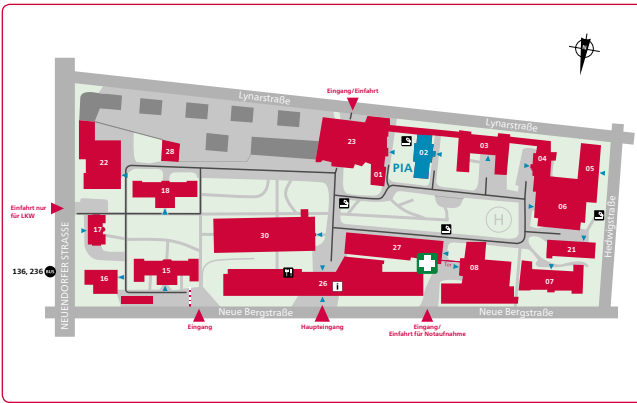 N
Lynarstraße
Eingang/Einfahrt
Lynarstraße
23
02
03
04
05
28
22
PIA
01
18
06
Hedwigstraße
Einfahrt nur
für LKW
H
17
30
27
21
NEUENDORFER STRASSE
136, 236 BUS
16
15
26
i
08
07
Neue Bergstraße
Neue Bergstraße
Eingang
Haupteingang
Eingang/
Einfahrt für Notaufnahme